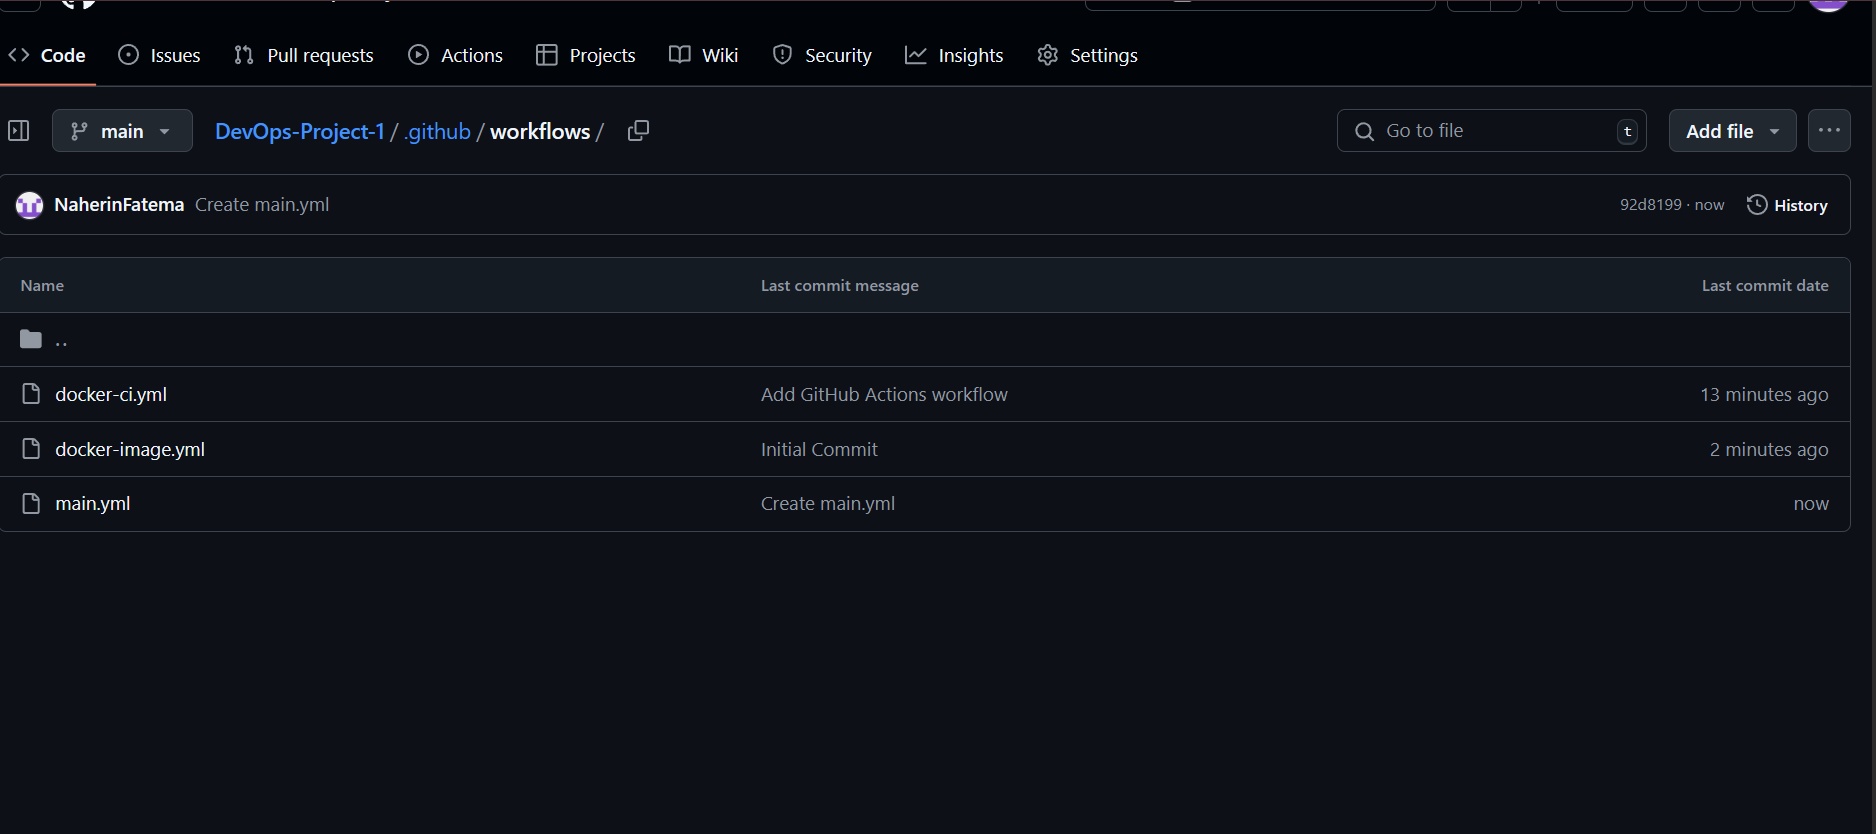 Code Issues Pull requests Actions Projects Wiki Security Insights Settings
main DevOps-Project-1 / .github / workflows / Go to file t Add file
NaherinFatema Create main.yml 92d8199 · now History
Name Last commit message Last commit date
..
docker-ci.yml Add GitHub Actions workflow 13 minutes ago
docker-image.yml Initial Commit 2 minutes ago
main.yml Create main.yml now